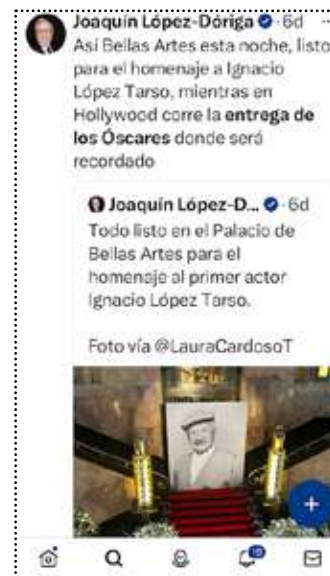 Joaquín López-Dóriga · 6d ...
Así Bellas Artes esta noche, listo
para el homenaje a Ignacio
López Tarso, mientras en
Hollywood corre la entrega de
los Óscares donde será
recordado
Joaquín López-D... · 6d
Todo listo en el Palacio de
Bellas Artes para el
homenaje al primer actor
Ignacio López Tarso.
Foto vía @LauraCardosoT